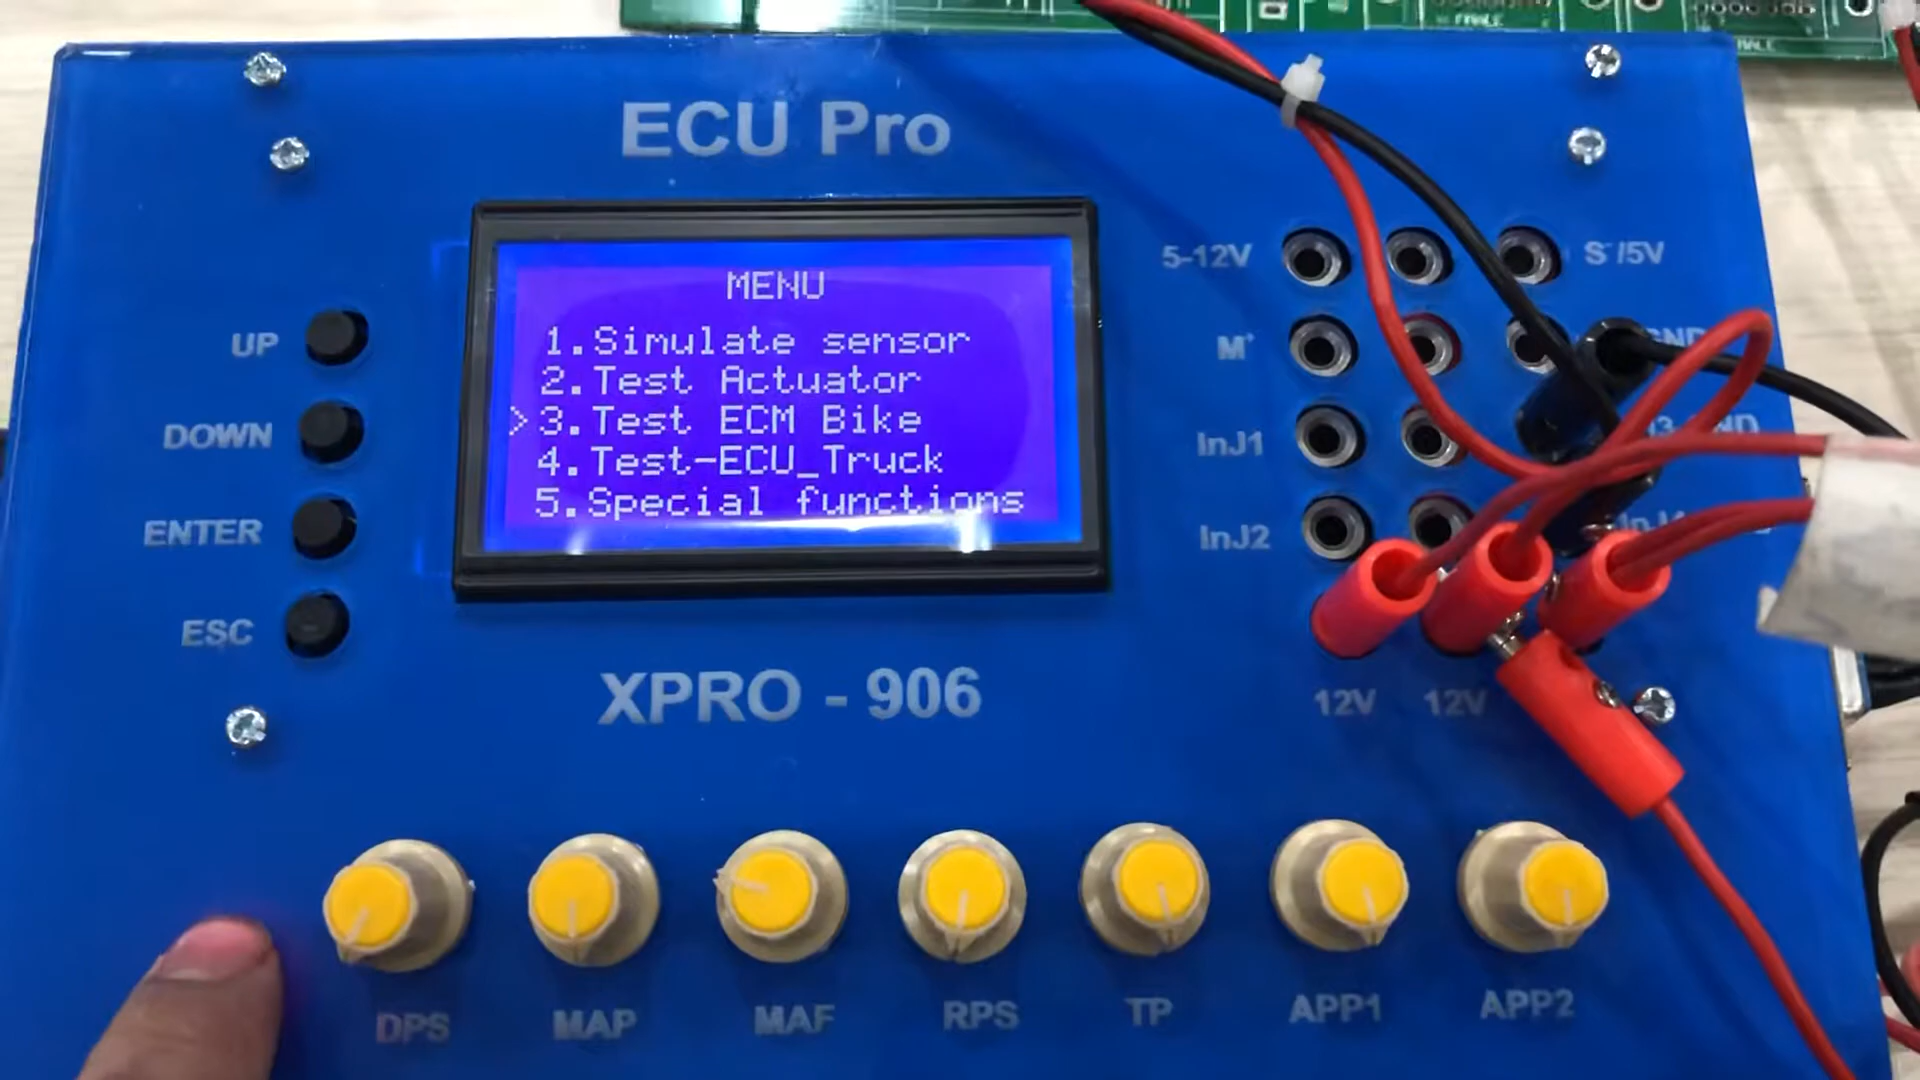 ECU Pro
MENU
1.Simulate sensor
2.Test Actuator
>3.Test ECM Bike
4.Test-ECU_Truck
5.Special functions
UP
DOWN
ENTER
ESC
5-12V
S⁻/5V
M⁺
GND
InJ1
InJ2
12V
12V
XPRO - 906
DPS
MAP
MAF
RPS
TP
APP1
APP2